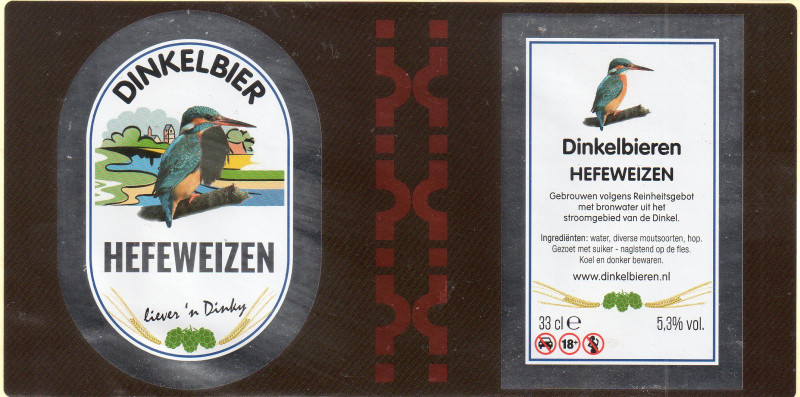 DINKELBIER
HEFEWEIZEN
liever 'n Dinky
Dinkelbieren
HEFEWEIZEN
Gebrouwen volgens Reinheitsgebot
met bronwater uit het
stroomgebied van de Dinkel.
Ingrediënten: water, diverse moutsoorten, hop.
Gezoet met suiker - nagistend op de fles.
Koel en donker bewaren.
www.dinkelbieren.nl
33 cl ℮ 5,3% vol.
18+